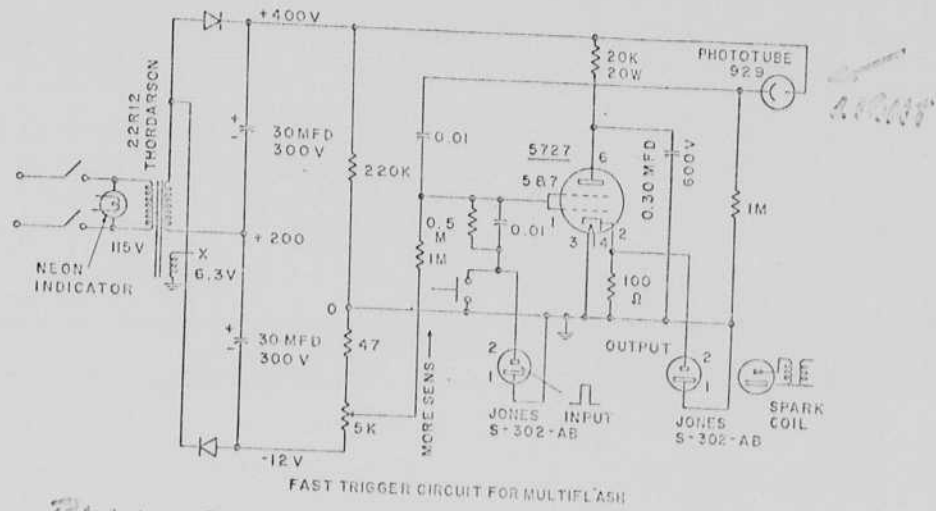 +400V
20K
20W
PHOTOTUBE
929
22R12
THORDARSON
+
-
30MFD
300V
0.01
5727
6
0.30 MFD
600V
220K
5&7
1
1M
0.5
M
0.01
3
4
2
115V
+200
X
6.3V
1M
NEON
INDICATOR
0
100
Ω
+
-
30MFD
300V
47
MORE SENS
2
1
OUTPUT
2
1
5K
JONES
S-302-AB
INPUT
JONES
S-302-AB
SPARK
COIL
-12V
FAST TRIGGER CIRCUIT FOR MULTIFLASH